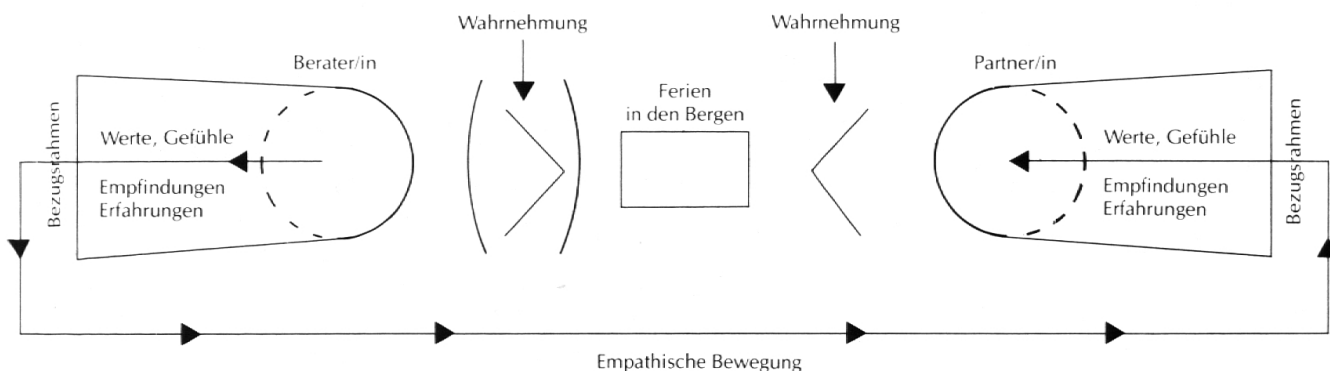 Wahrnehmung
Wahrnehmung
Berater/in
Partner/in
Ferien
in den Bergen
Bezugsrahmen
Werte, Gefühle
Empfindungen
Erfahrungen
Werte, Gefühle
Empfindungen
Erfahrungen
Bezugsrahmen
Empathische Bewegung